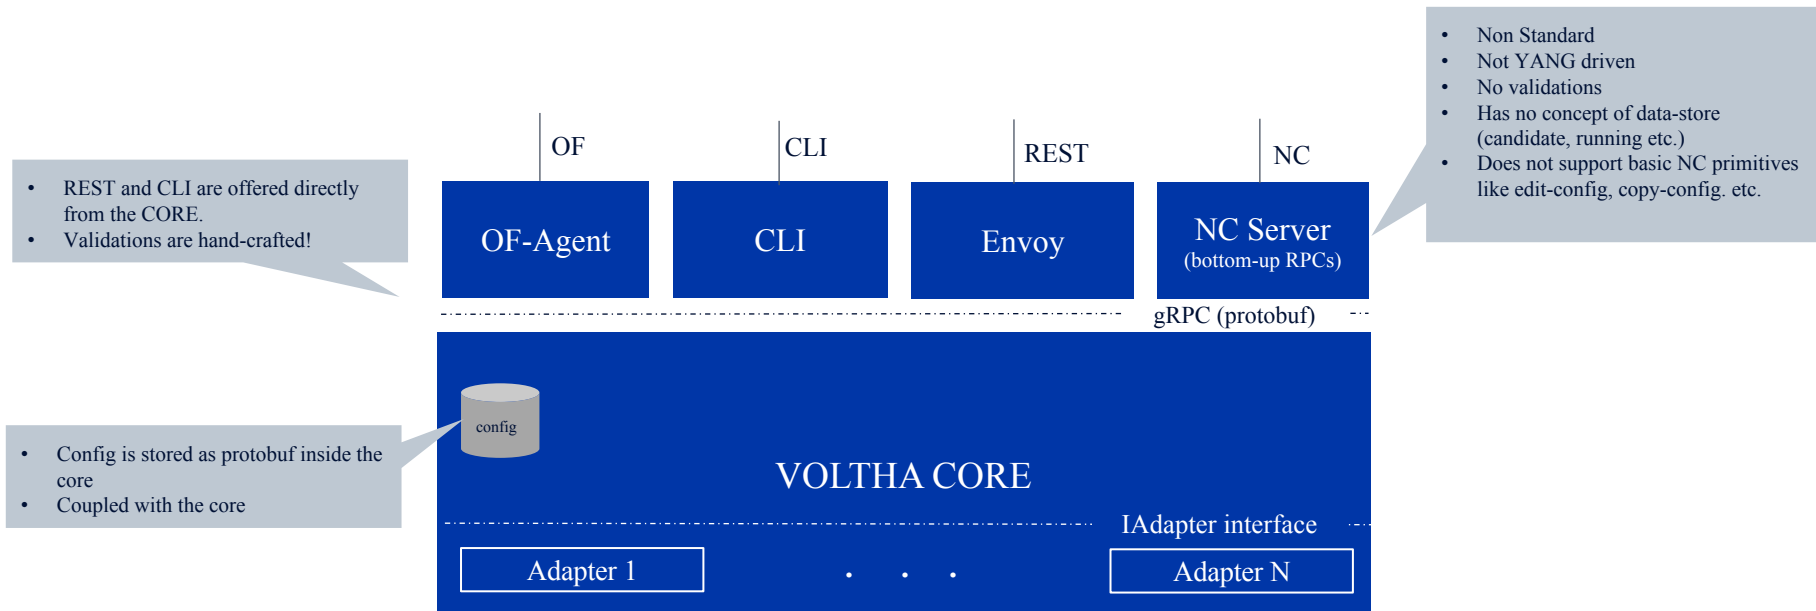 • Non Standard
• Not YANG driven
• No validations
• Has no concept of data-store
(candidate, running etc.)
• Does not support basic NC primitives
like edit-config, copy-config. etc.
OF
CLI
REST
NC
• REST and CLI are offered directly
from the CORE.
• Validations are hand-crafted!
OF-Agent
CLI
Envoy
NC Server
(bottom-up RPCs)
gRPC (protobuf)
config
• Config is stored as protobuf inside the
core
• Coupled with the core
VOLTHA CORE
IAdapter interface
Adapter 1
. . .
Adapter N